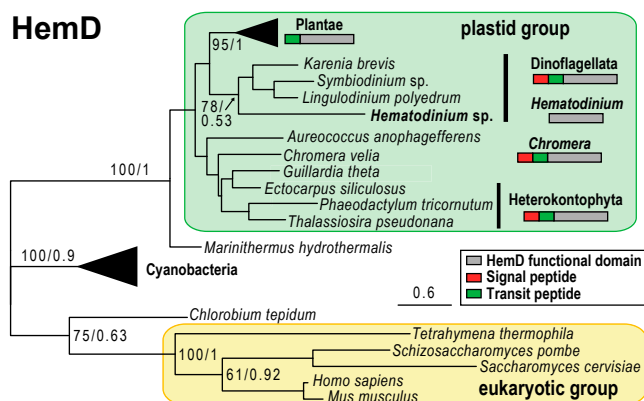 HemD
95/1
Plantae
plastid group
Karenia brevis
Symbiodinium sp.
Lingulodinium polyedrum
Hematodinium sp.
78/
0.53
Dinoflagellata
Hematodinium
Aureococcus anophagefferens
Chromera velia
Guillardia theta
Ectocarpus siliculosus
Phaeodactylum tricornutum
Thalassiosira pseudonana
Chromera
Heterokontophyta
100/1
Marinithermus hydrothermalis
100/0.9
Cyanobacteria
HemD functional domain
Signal peptide
Transit peptide
0.6
Chlorobium tepidum
75/0.63
Tetrahymena thermophila
100/1
Schizosaccharomyces pombe
Saccharomyces cervisiae
61/0.92
Homo sapiens
Mus musculus
eukaryotic group